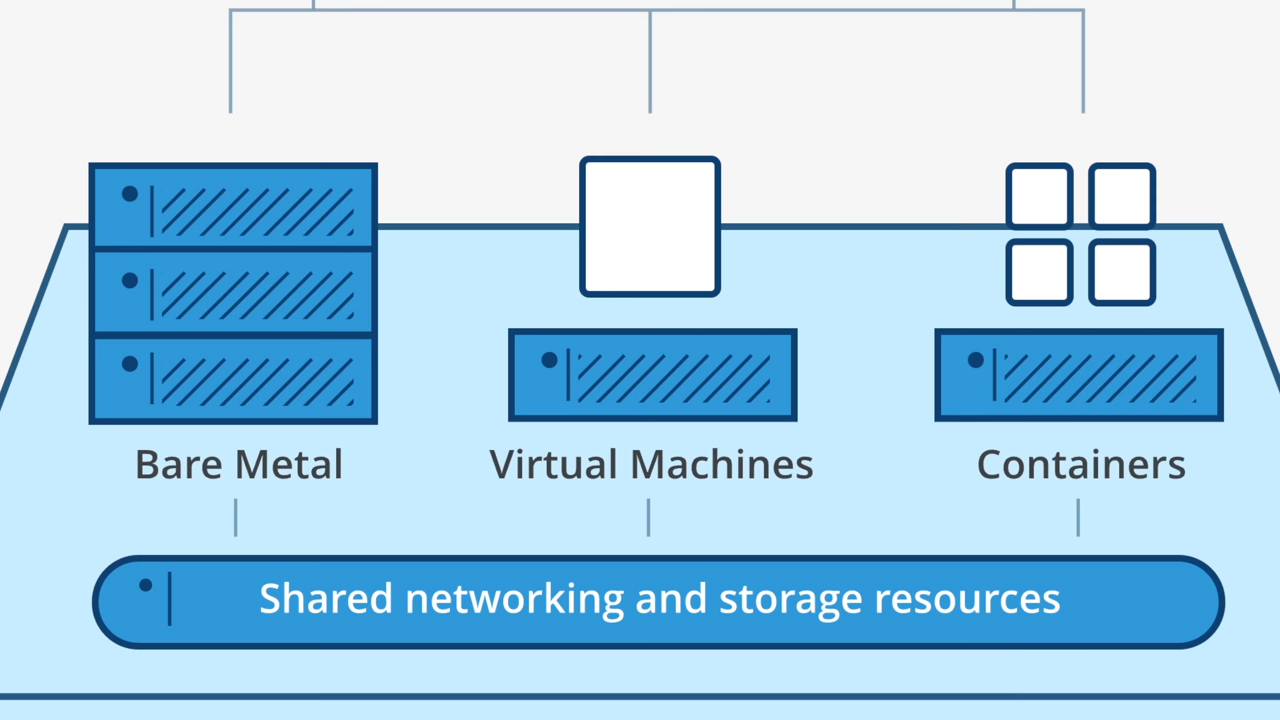 Bare Metal
Virtual Machines
Containers
Shared networking and storage resources